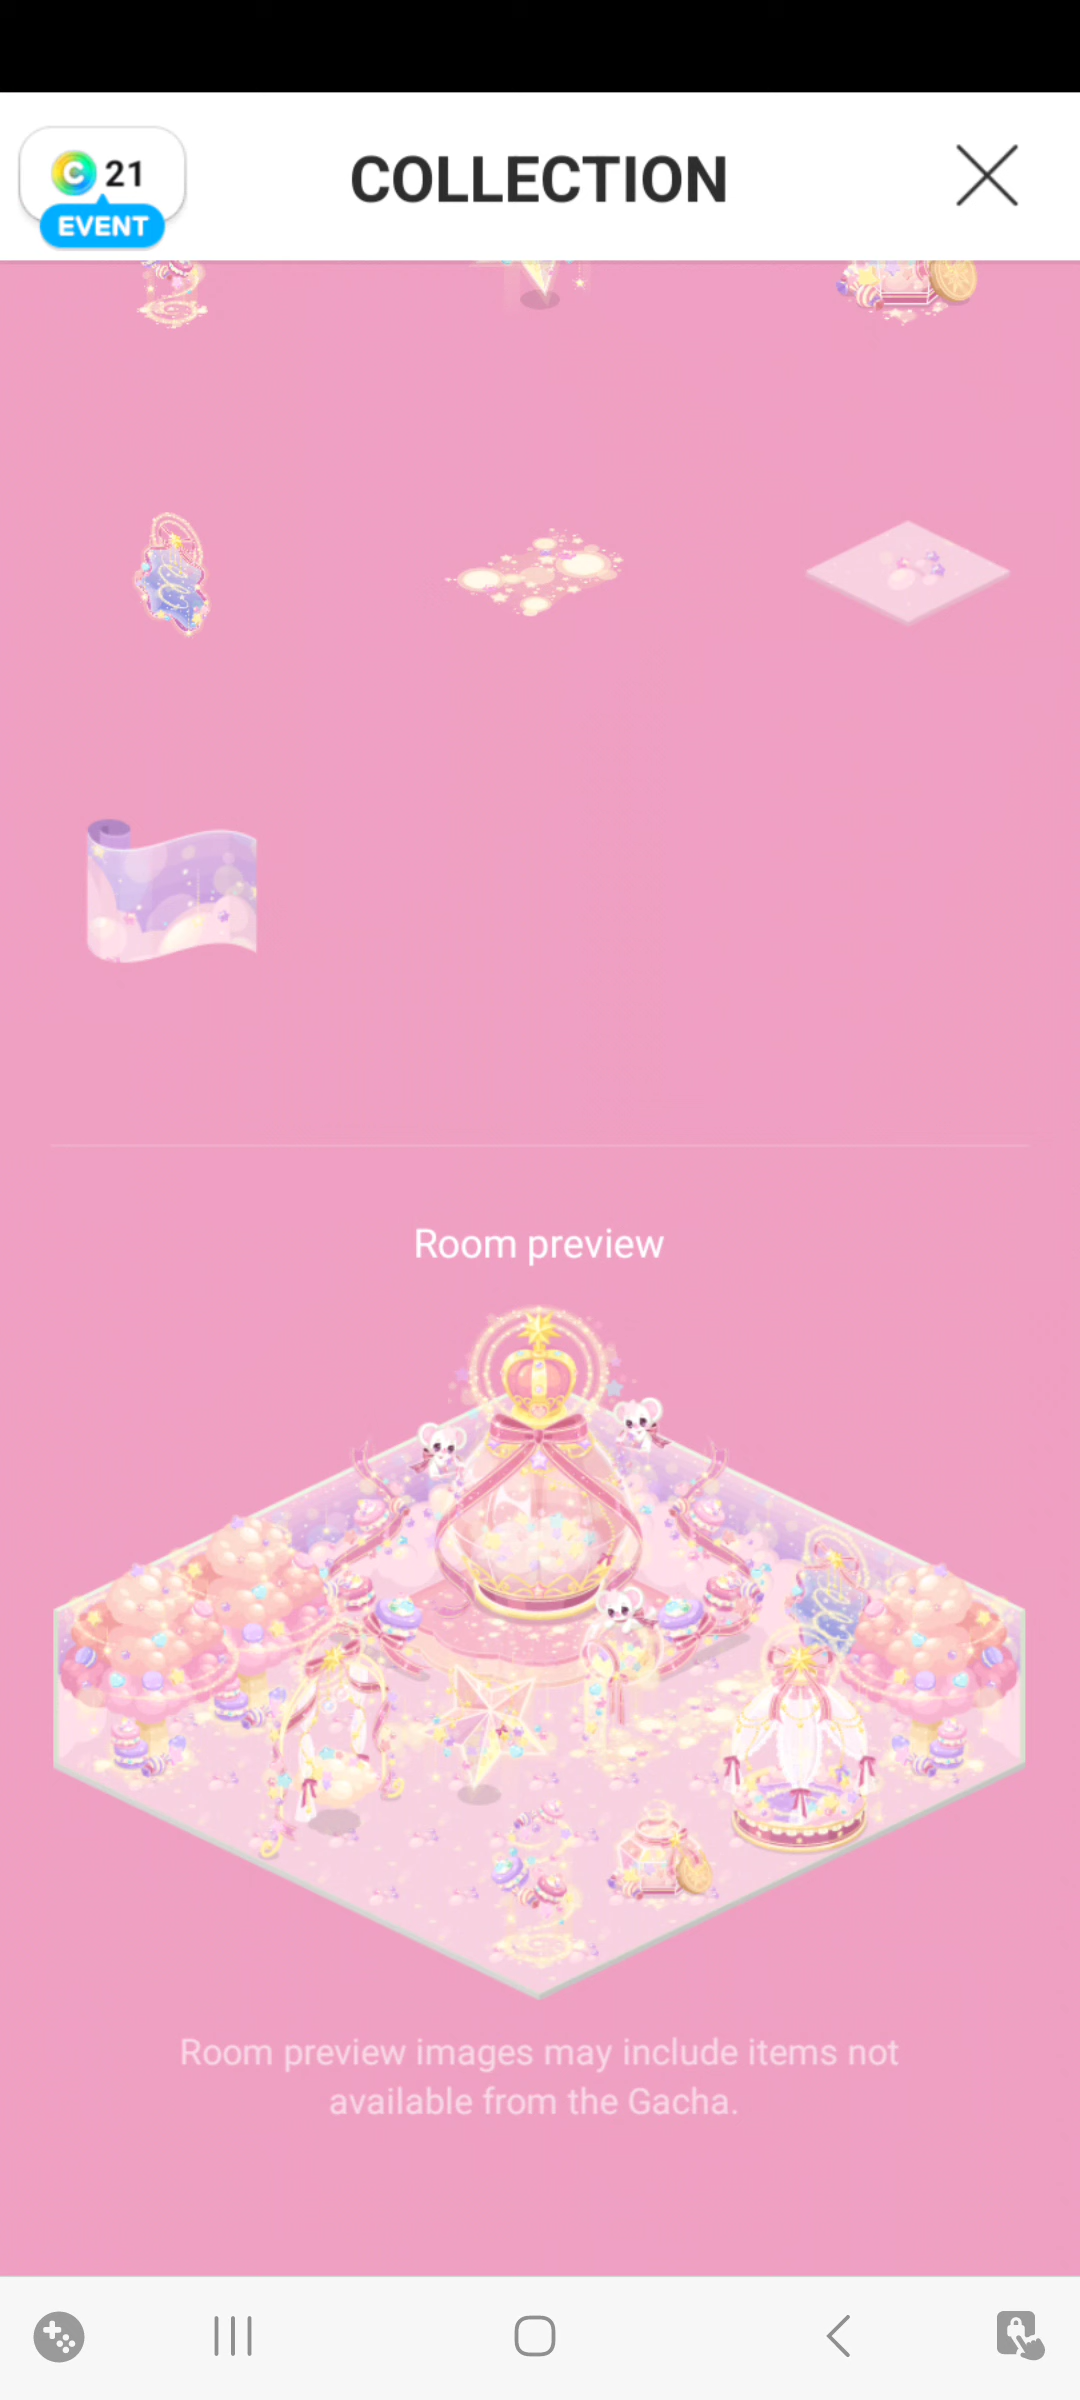 C 21
COLLECTION
EVENT
Room preview
Room preview images may include items not
available from the Gacha.